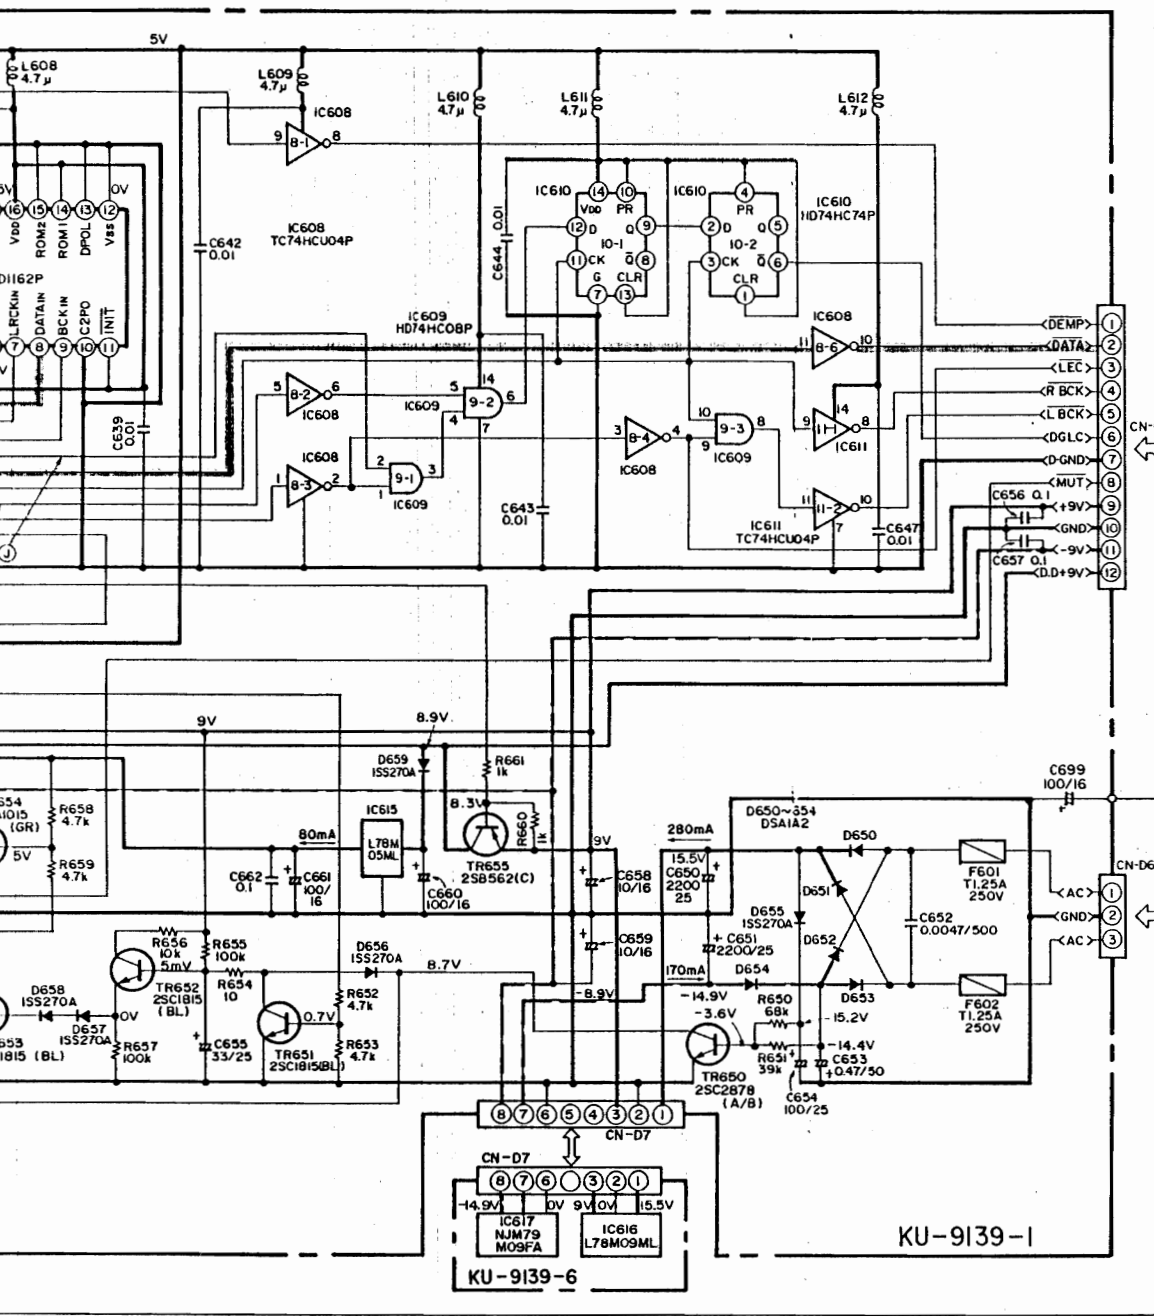 5V
L608
4.7μ
L609
4.7μ
IC608
9
8-1
8
L610
4.7μ
L611
4.7μ
L612
4.7μ
0V
16
15
14
13
12
VDD
ROM2
ROM1
DPOL
VSS
D1162P
LRCKIN
DATAIN
BCKIN
C2PO
INIT
7
8
9
10
11
C642
0.01
IC608
TC74HCU04P
C644 0.01
IC610
14
10
VDD
PR
12
D
Q
9
10-1
11
CK
Q
8
G
CLR
7
13
IC610
4
PR
2
D
Q
5
10-2
3
CK
Q
6
CLR
1
IC610
HD74HC74P
IC609
HD74HC08P
C639
0.01
5
8-2
6
IC608
IC609
5
14
9-2
6
4
7
IC608
1
8-3
2
2
9-1
3
1
IC609
C643
0.01
3
8-4
4
IC608
10
9-3
8
9
IC609
IC608
11
8-6
10
14
9
11-1
8
IC611
11
11-2
10
7
IC611
TC74HCU04P
C647
0.01
J
DEMP
1
DATA
2
LEC
3
R BCK
4
L BCK
5
DGLC
6
D-GND
7
MUT
8
+9V
9
GND
10
-9V
11
D.D+9V
12
CN-
C656 0.1
C657 0.1
9V
8.9V
D659
1SS270A
R661
1k
8.3V
R660
1k
TR655
2SB562(C)
IC615
L78M
05ML
80mA
C662
0.1
C661
100/
16
C660
100/16
654
A1015
(GR)
5V
R658
4.7k
R659
4.7k
9V
C658
10/16
C659
10/16
280mA
15.5V
C650
2200
25
C651
2200/25
170mA
-14.9V
D650~654
DSA1A2
D650
D651
D652
D653
D654
D655
1SS270A
C652
0.0047/500
F601
T1.25A
250V
F602
T1.25A
250V
C699
100/16
CN-D6
AC
1
GND
2
AC
3
R656
10k
R655
100k
5mV
TR652
2SC1815
(BL)
R654
10
D656
1SS270A
8.7V
-8.9V
D658
1SS270A
D657
1SS270A
0V
R657
100k
C655
33/25
TR651
2SC1815(BL)
0.7V
R652
4.7k
R653
4.7k
653
1815 (BL)
-3.6V
R650
68k
R651
39k
-15.2V
-14.4V
C653
0.47/50
C654
100/25
TR650
2SC2878
(A/B)
8
7
6
5
4
3
2
1
CN-D7
CN-D7
8
7
6
3
2
1
-14.9V
0V
9V
0V
15.5V
IC617
NJM79
M09FA
IC616
L78M09ML
KU-9139-6
KU-9139-1